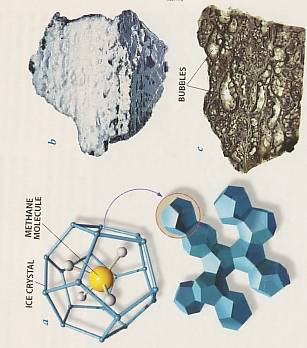 a
ICE CRYSTAL
METHANE
MOLECULE
b
c
BUBBLES